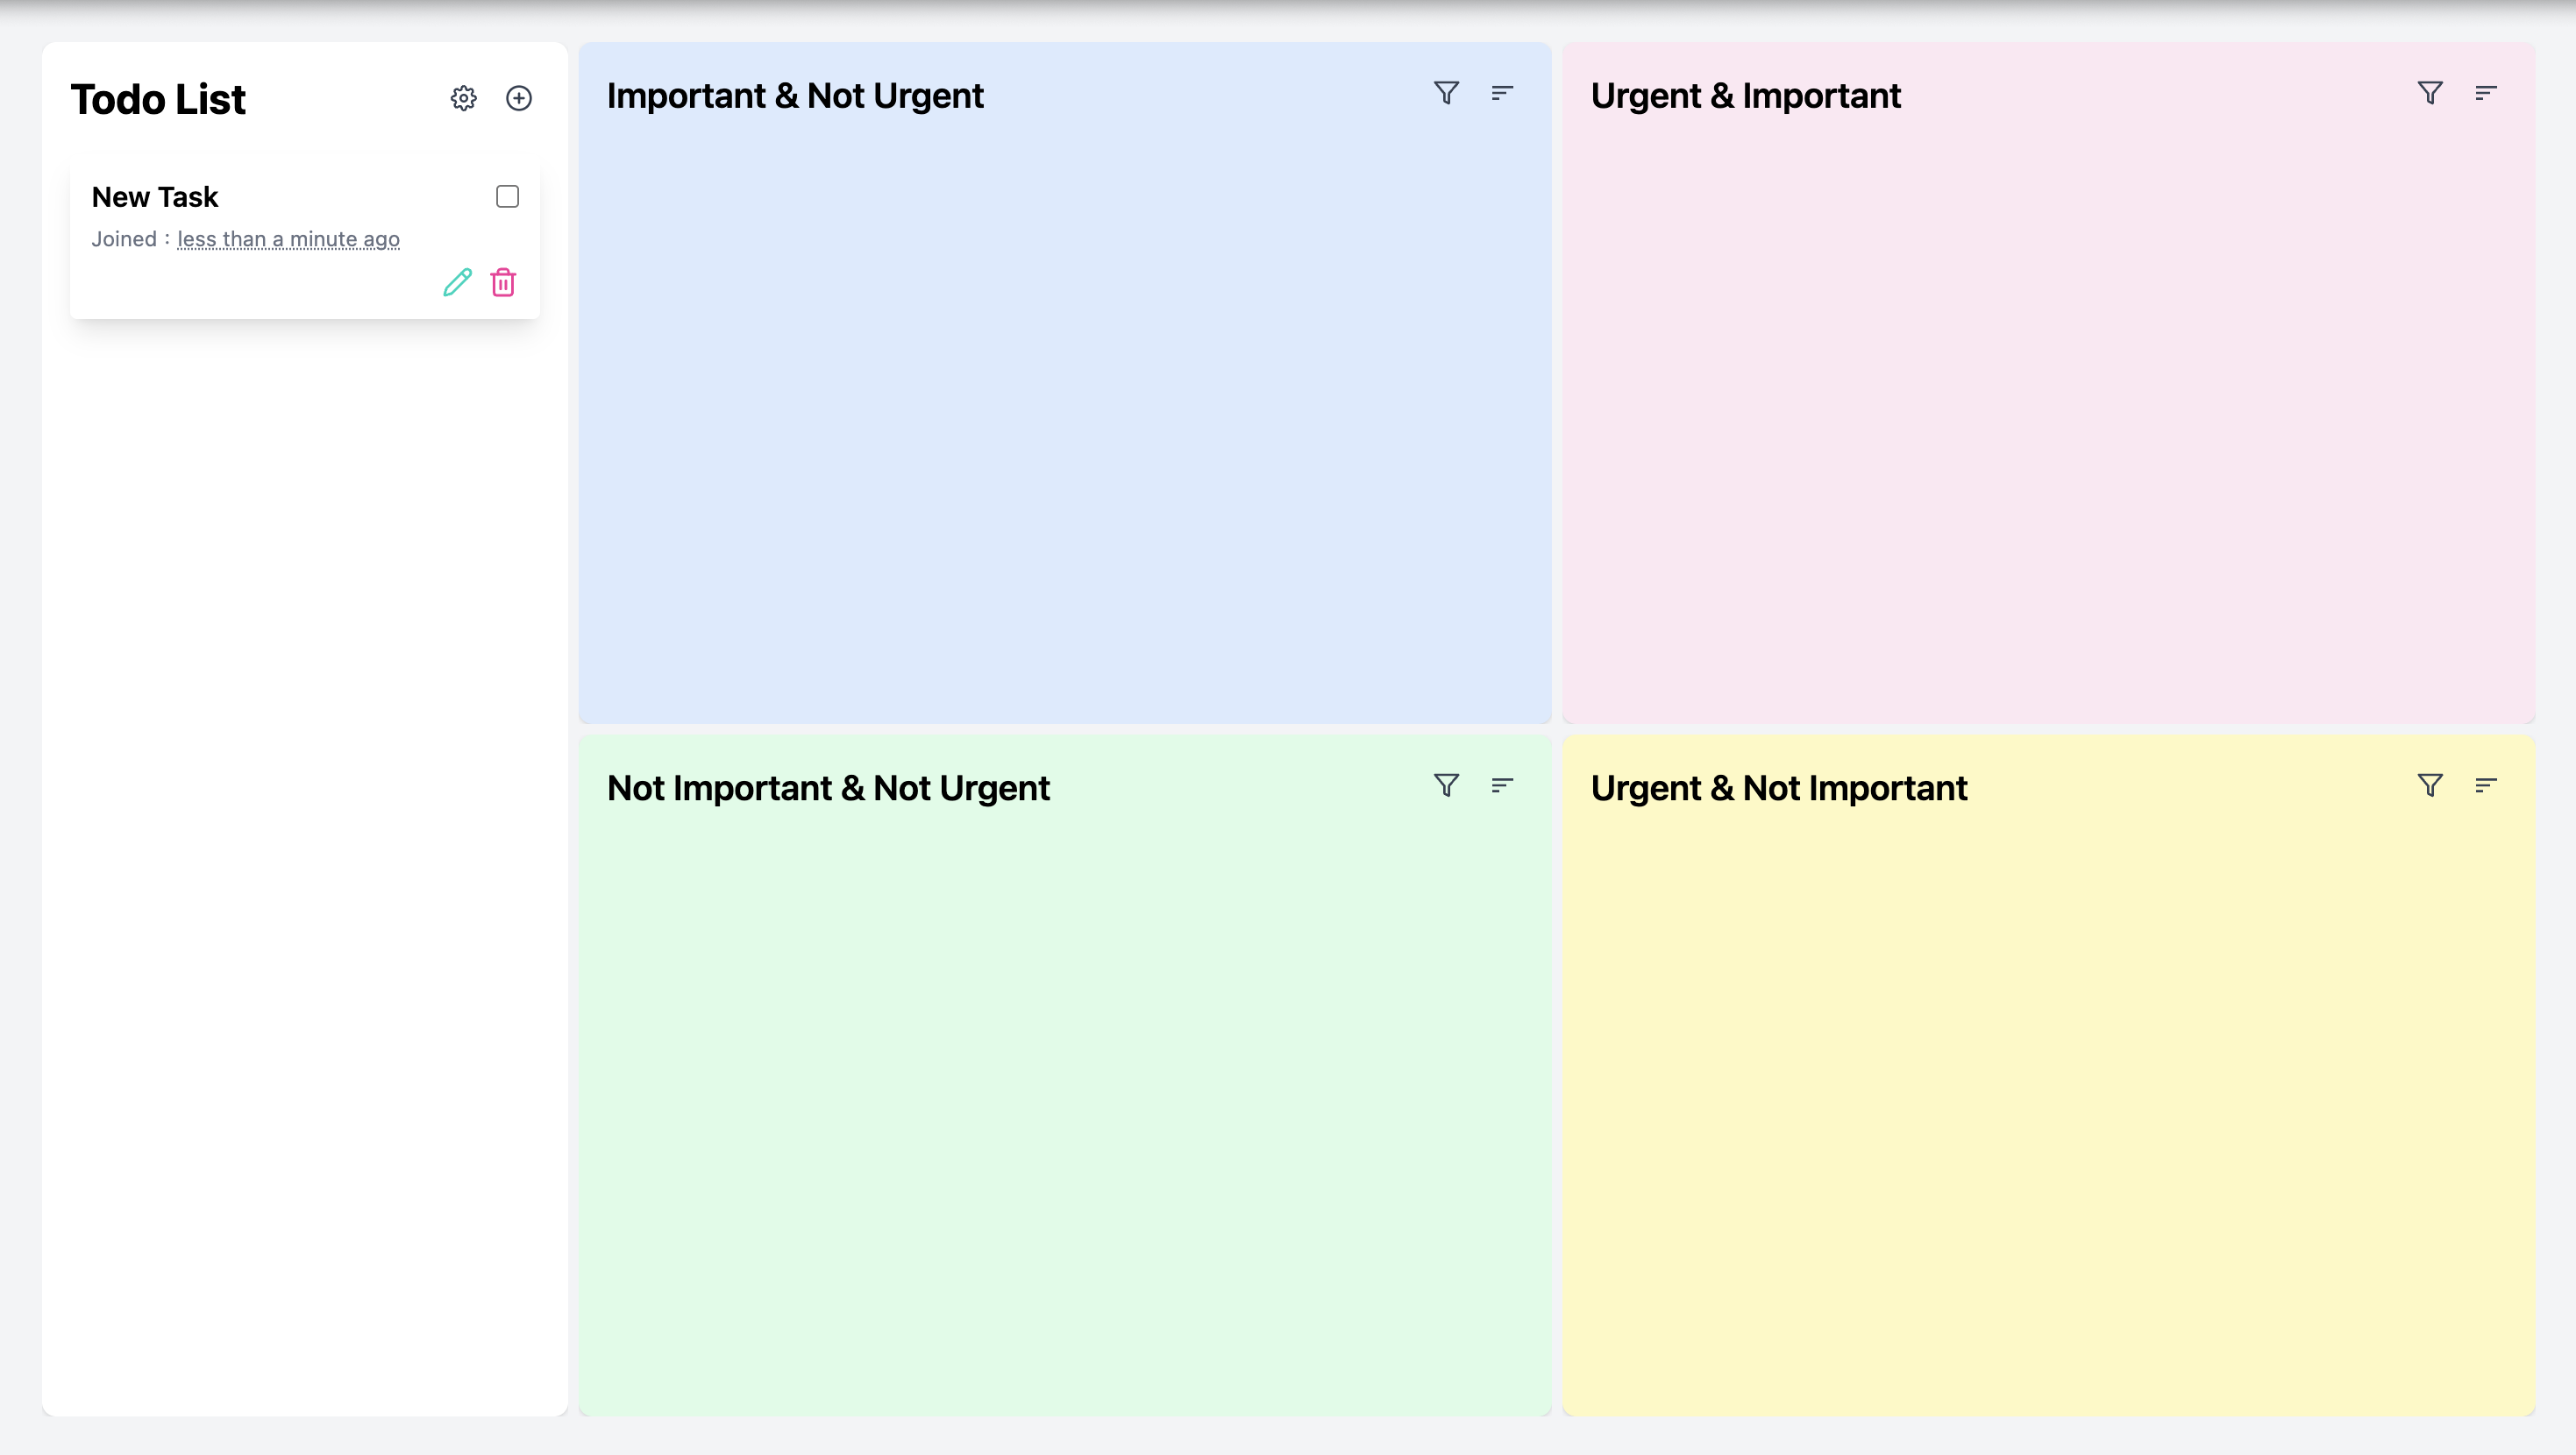 Todo List
New Task
Joined : less than a minute ago
Important & Not Urgent
Urgent & Important
Not Important & Not Urgent
Urgent & Not Important